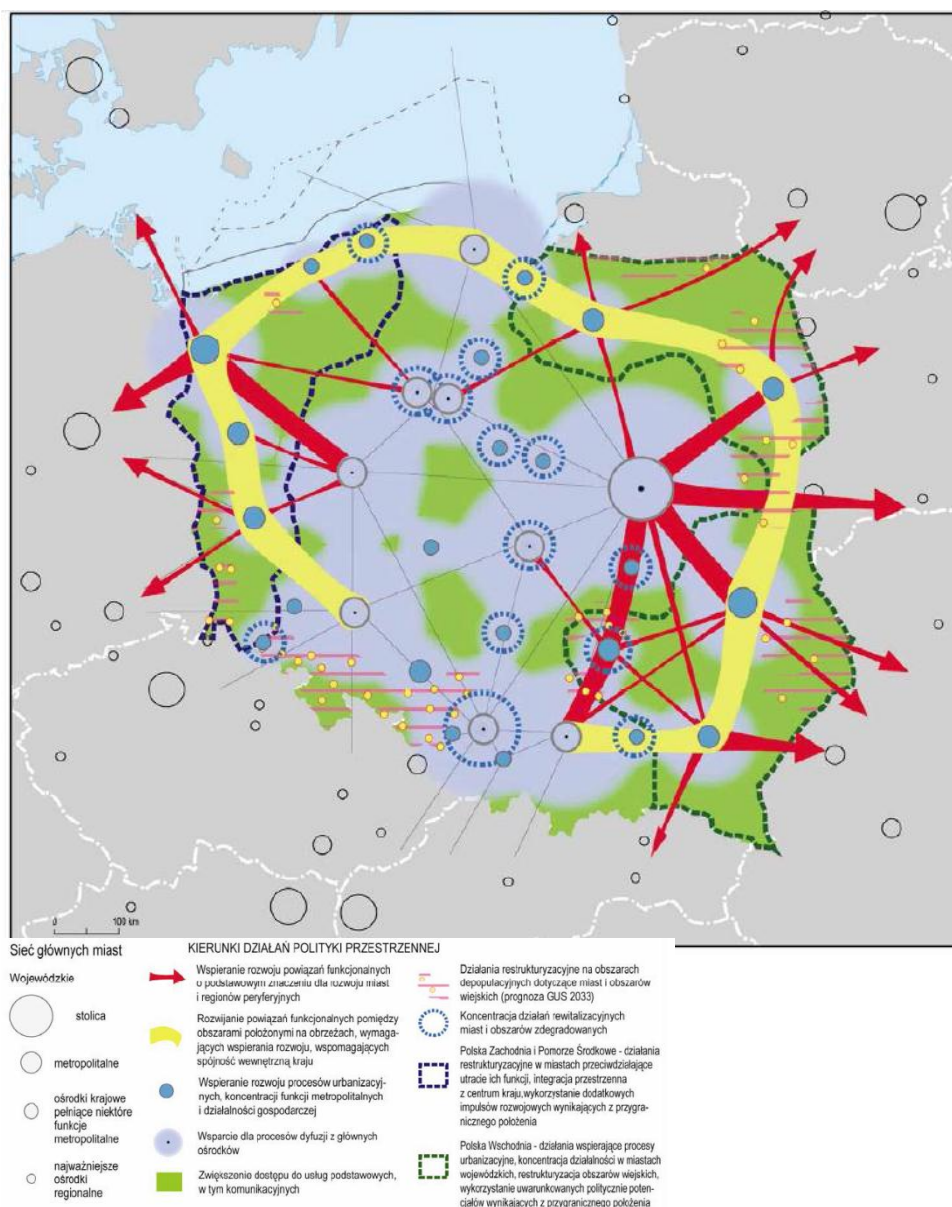 0 100 km
Sieć głównych miast
Wojewódzkie
stolica
metropolitalne
ośrodki krajowe
pełniące niektóre
funkcje
metropolitalne
najważniejsze
ośrodki
regionalne
KIERUNKI DZIAŁAŃ POLITYKI PRZESTRZENNEJ
Wspieranie rozwoju powiązań funkcjonalnych
o podstawowym znaczeniu dla rozwoju miast
i regionów peryferyjnych
Rozwijanie powiązań funkcjonalnych pomiędzy
obszarami położonymi na obrzeżach, wymaga-
jących wspierania rozwoju, wspomagających
spójność wewnętrzną kraju
Wspieranie rozwoju procesów urbanizacyj-
nych, koncentracji funkcji metropolitalnych
i działalności gospodarczej
Wsparcie dla procesów dyfuzji z głównych
ośrodków
Zwiększenie dostępu do usług podstawowych,
w tym komunikacyjnych
Działania restrukturyzacyjne na obszarach
depopulacyjnych dotyczące miast i obszarów
wiejskich (prognoza GUS 2033)
Koncentracja działań rewitalizacyjnych
miast i obszarów zdegradowanych
Polska Zachodnia i Pomorze Środkowe - działania
restrukturyzacyjne w miastach przeciwdziałające
utracie ich funkcji, integracja przestrzenna
z centrum kraju,wykorzystanie dodatkowych
impulsów rozwojowych wynikających z przygra-
nicznego położenia
Polska Wschodnia - działania wspierające procesy
urbanizacyjne, koncentracja działalności w miastach
wojewódzkich, restrukturyzacja obszarów wiejskich,
wykorzystanie uwarunkowanych politycznie poten-
cjałów wynikających z przygranicznego położenia